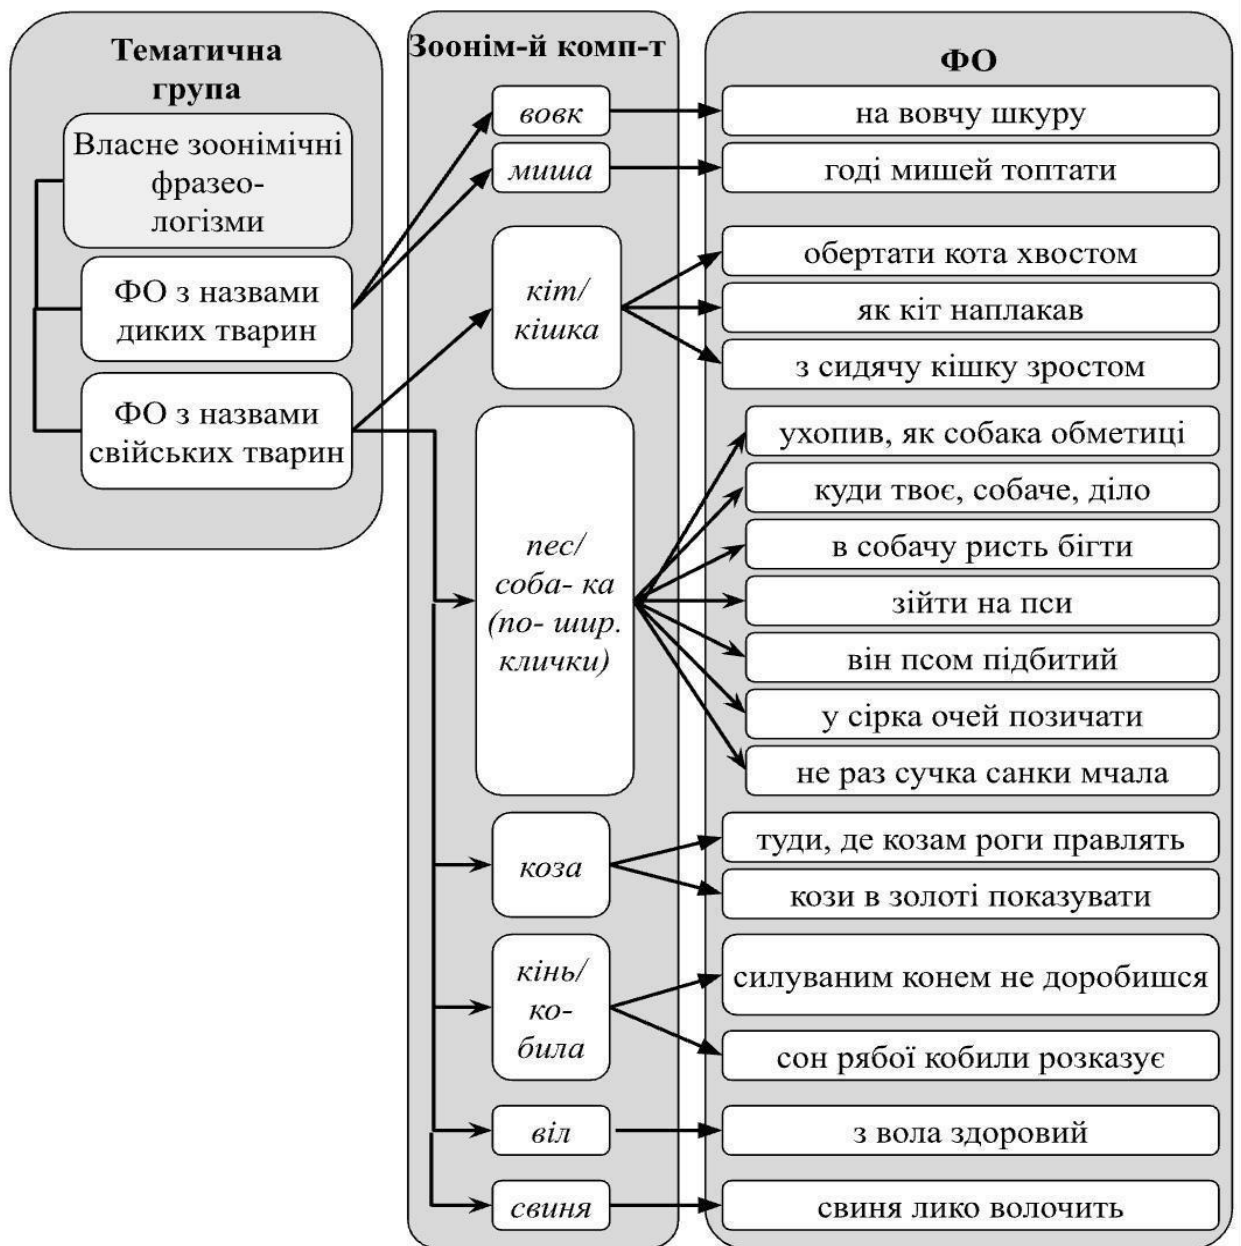 Тематична
група
Власне зоонімічні
фразео-
логізми
ФО з назвами
диких тварин
ФО з назвами
свійських тварин
Зоонім-й комп-т
вовк
миша
кіт/
кішка
пес/
соба- ка
(по- шир.
клички)
коза
кінь/
ко-
била
віл
свиня
ФО
на вовчу шкуру
годі мишей топтати
обертати кота хвостом
як кіт наплакав
з сидячу кішку зростом
ухопив, як собака обметиці
куди твоє, собаче, діло
в собачу ристь бігти
зійти на пси
він псом підбитий
у сірка очей позичати
не раз сучка санки мчала
туди, де козам роги правлять
кози в золоті показувати
силуваним конем не доробишся
сон рябої кобили розказує
з вола здоровий
свиня лико волочить